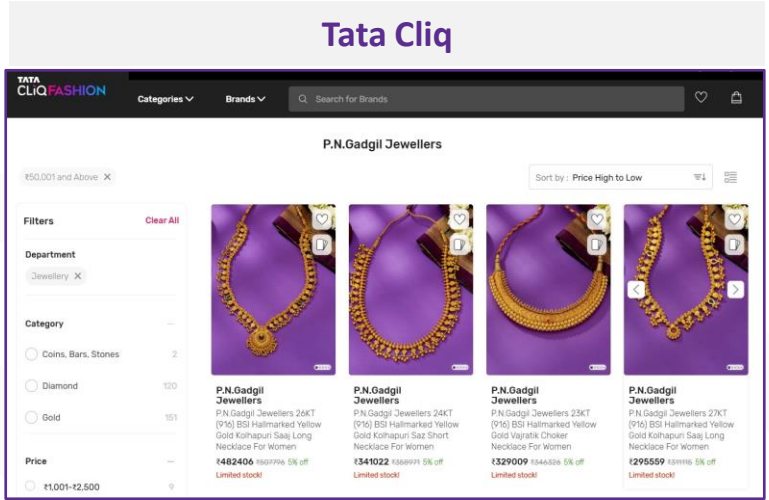 Tata Cliq
TATA
CLiQFASHION
Categories
Brands
Search for Brands
P.N.Gadgil Jewellers
₹50,001 and Above X
Sort by : Price High to Low
Filters
Clear All
Department
Jewellery X
Category
Coins, Bars, Stones 2
Diamond 120
Gold 151
Price
₹1,001-₹2,500 9
P.N.Gadgil
Jewellers
P.N.Gadgil Jewellers 26KT
(916) BSI Hallmarked Yellow
Gold Kolhapuri Saaj Long
Necklace For Women
₹482406 ₹507796 5% off
Limited stock!
P.N.Gadgil
Jewellers
P.N.Gadgil Jewellers 24KT
(916) BSI Hallmarked Yellow
Gold Kolhapuri Saz Short
Necklace For Women
₹341022 ₹358971 5% off
Limited stock!
P.N.Gadgil
Jewellers
P.N.Gadgil Jewellers 23KT
(916) BSI Hallmarked Yellow
Gold Vajratik Choker
Necklace For Women
₹329009 ₹346326 5% off
Limited stock!
P.N.Gadgil
Jewellers
P.N.Gadgil Jewellers 27KT
(916) BSI Hallmarked Yellow
Gold Kolhapuri Saaj Long
Necklace For Women
₹295559 ₹311116 5% off
Limited stock!